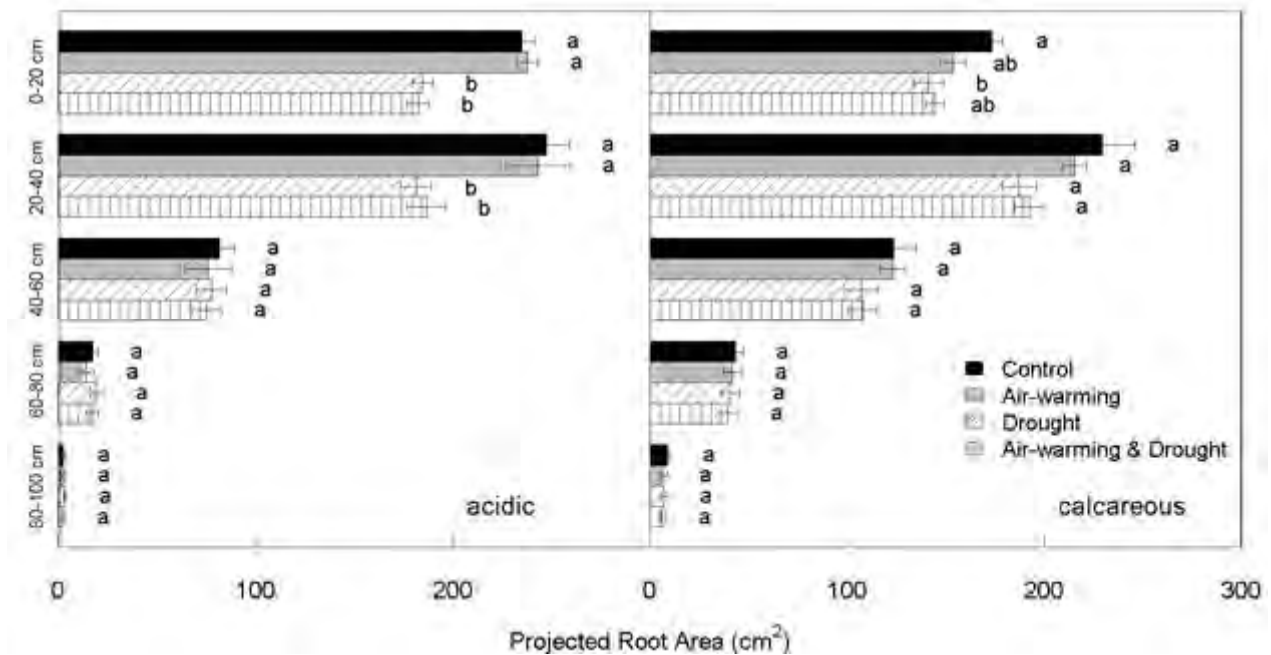 0-20 cm
a
a
b
b
a
ab
b
ab
20-40 cm
a
a
b
b
a
a
a
a
40-60 cm
a
a
a
a
a
a
a
a
60-80 cm
a
a
a
a
a
a
a
a
80-100 cm
a
a
a
a
a
a
a
a
Control
Air-warming
Drought
Air-warming & Drought
acidic
calcareous
0
100
200
0
100
200
300
Projected Root Area (cm²)